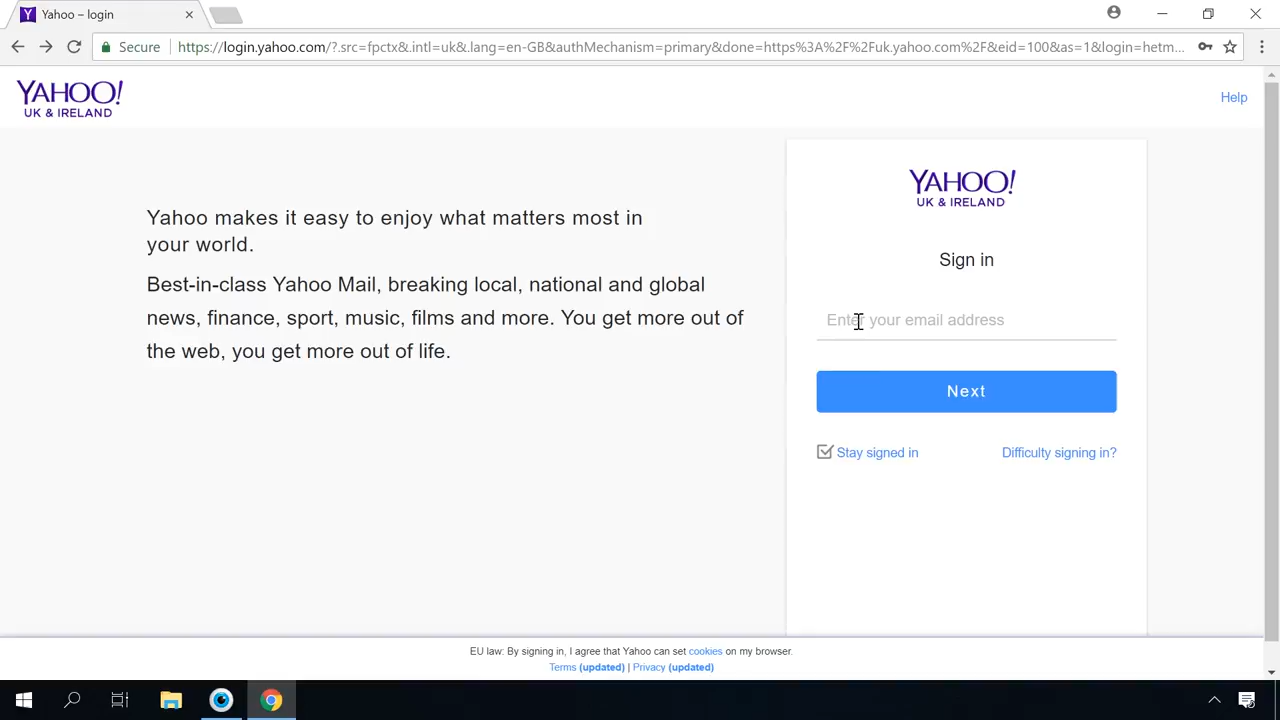 Yahoo – login
Secure
https://login.yahoo.com/?.src=fpctx&.intl=uk&.lang=en-GB&authMechanism=primary&done=https%3A%2F%2Fuk.yahoo.com%2F&eid=100&as=1&login=hetm...
YAHOO!
UK & IRELAND
Help
Yahoo makes it easy to enjoy what matters most in
your world.
Best-in-class Yahoo Mail, breaking local, national and global
news, finance, sport, music, films and more. You get more out of
the web, you get more out of life.
YAHOO!
UK & IRELAND
Sign in
Enter your email address
Next
Stay signed in
Difficulty signing in?
EU law: By signing in, I agree that Yahoo can set cookies on my browser.
Terms (updated) | Privacy (updated)